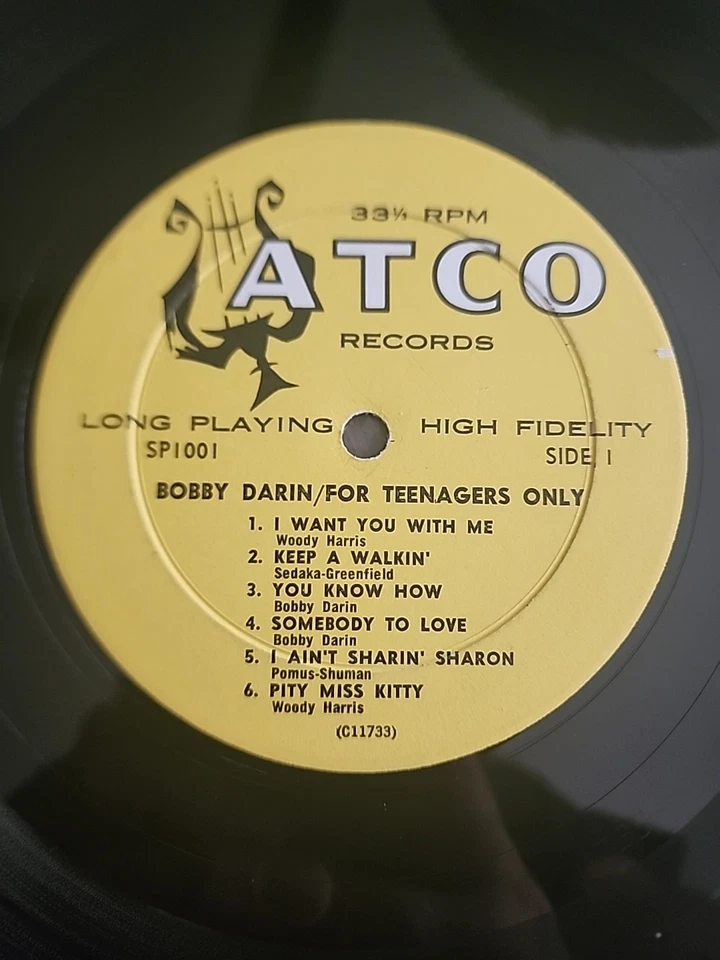 33⅓ RPM
ATCO
RECORDS
LONG PLAYING HIGH FIDELITY
SP1001 SIDE 1
BOBBY DARIN/FOR TEENAGERS ONLY
1. I WANT YOU WITH ME
Woody Harris
2. KEEP A WALKIN'
Sedaka-Greenfield
3. YOU KNOW HOW
Bobby Darin
4. SOMEBODY TO LOVE
Bobby Darin
5. I AIN'T SHARIN' SHARON
Pomus-Shuman
6. PITY MISS KITTY
Woody Harris
(C11733)